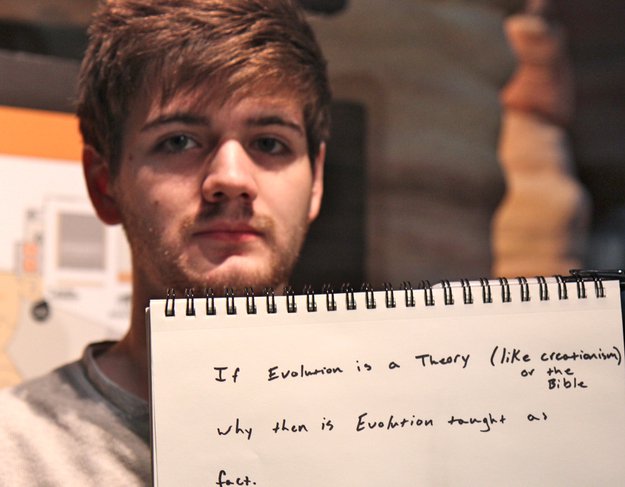 If Evolution is a Theory (like creationism)
or the
Bible
why then is Evolution taught as
fact.